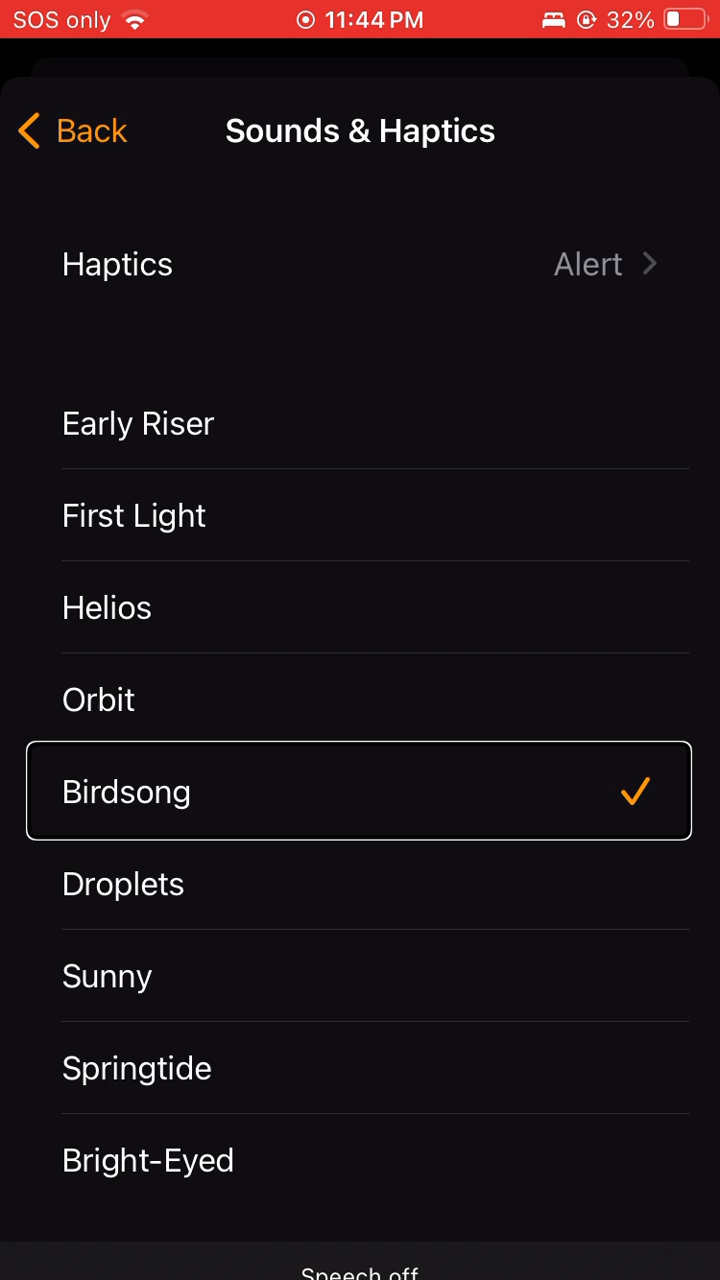 SOS only 11:44 PM 32%
Back Sounds & Haptics
Haptics Alert
Early Riser
First Light
Helios
Orbit
Birdsong
Droplets
Sunny
Springtide
Bright-Eyed
Speech off